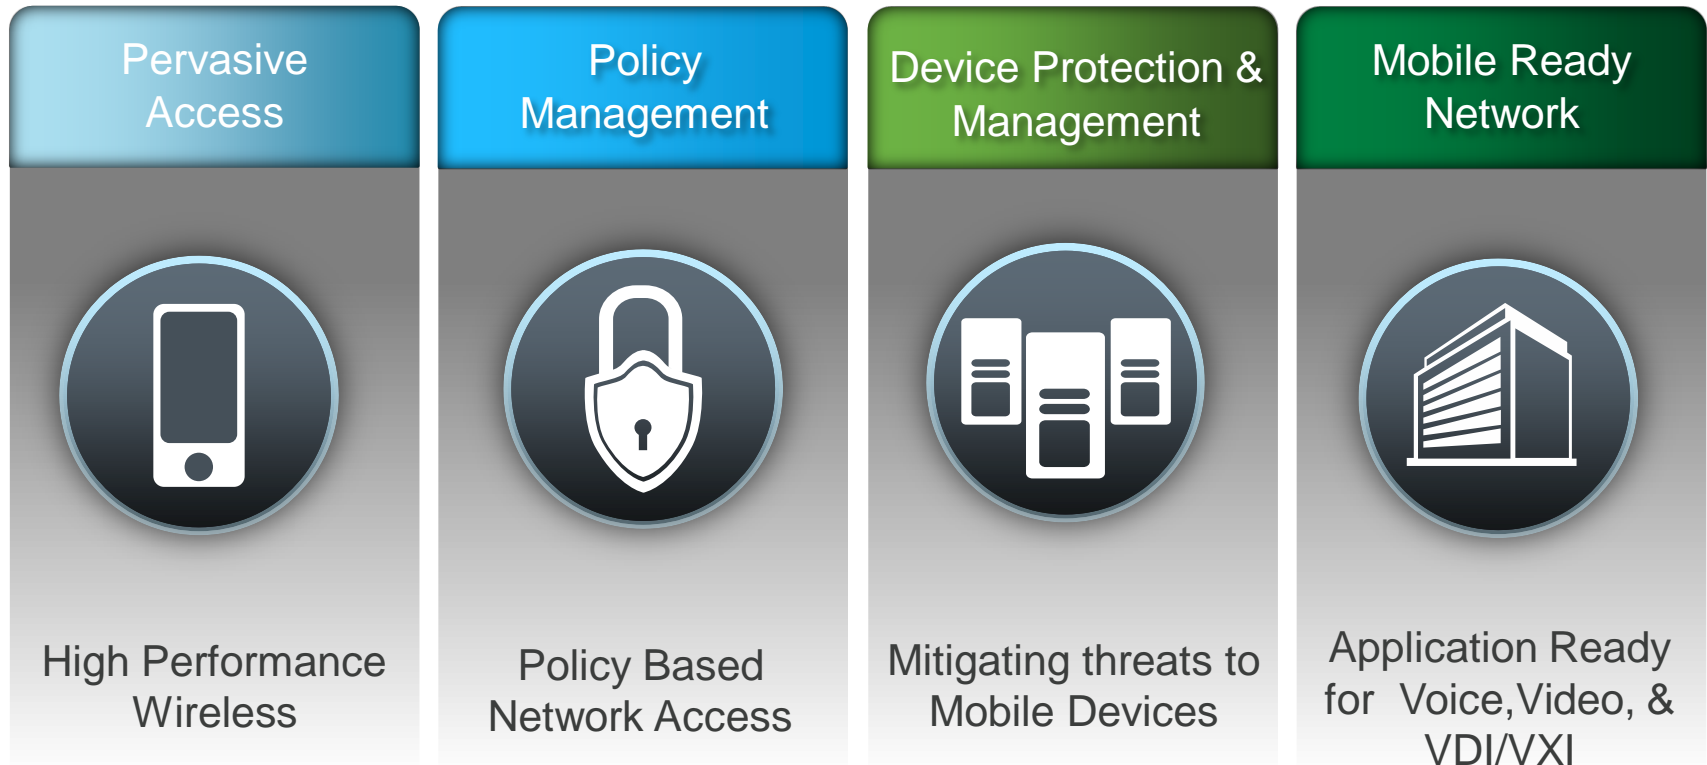 Pervasive
Access
Policy
Management
Device Protection &
Management
Mobile Ready
Network
High Performance
Wireless
Policy Based
Network Access
Mitigating threats to
Mobile Devices
Application Ready
for Voice,Video, &
VDI/VXI